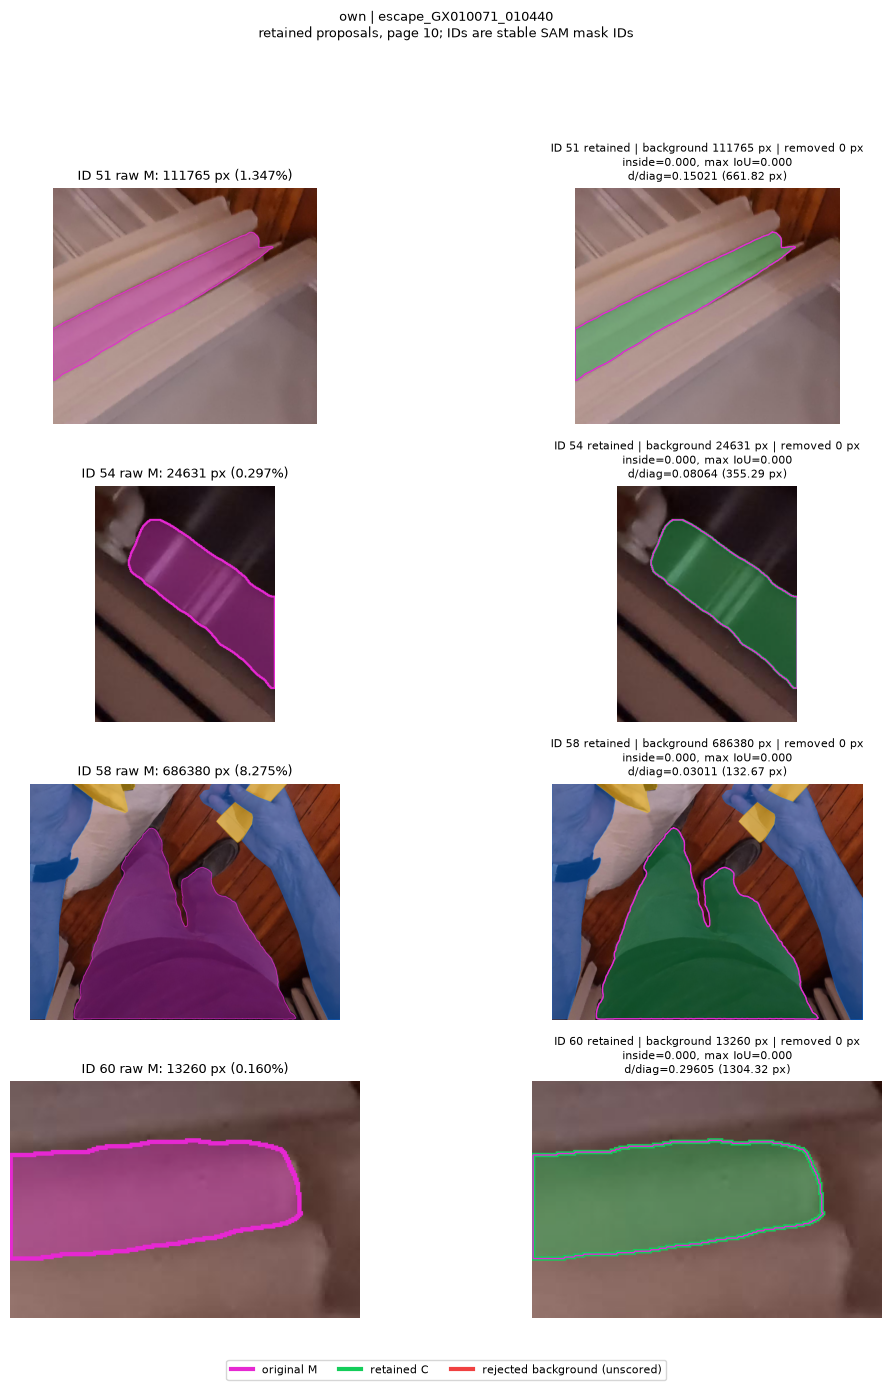 own | escape_GX010071_010440
retained proposals, page 10; IDs are stable SAM mask IDs
ID 51 raw M: 111765 px (1.347%)
ID 51 retained | background 111765 px | removed 0 px
inside=0.000, max IoU=0.000
d/diag=0.15021 (661.82 px)
ID 54 raw M: 24631 px (0.297%)
ID 54 retained | background 24631 px | removed 0 px
inside=0.000, max IoU=0.000
d/diag=0.08064 (355.29 px)
ID 58 raw M: 686380 px (8.275%)
ID 58 retained | background 686380 px | removed 0 px
inside=0.000, max IoU=0.000
d/diag=0.03011 (132.67 px)
ID 60 raw M: 13260 px (0.160%)
ID 60 retained | background 13260 px | removed 0 px
inside=0.000, max IoU=0.000
d/diag=0.29605 (1304.32 px)
original M
retained C
rejected background (unscored)